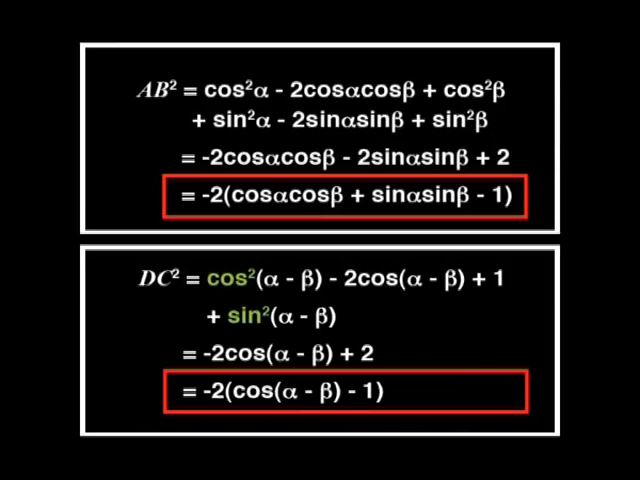 AB² = cos²α - 2cosαcosβ + cos²β
+ sin²α - 2sinαsinβ + sin²β
= -2cosαcosβ - 2sinαsinβ + 2
= -2(cosαcosβ + sinαsinβ - 1)
DC² = cos²(α - β) - 2cos(α - β) + 1
+ sin²(α - β)
= -2cos(α - β) + 2
= -2(cos(α - β) - 1)